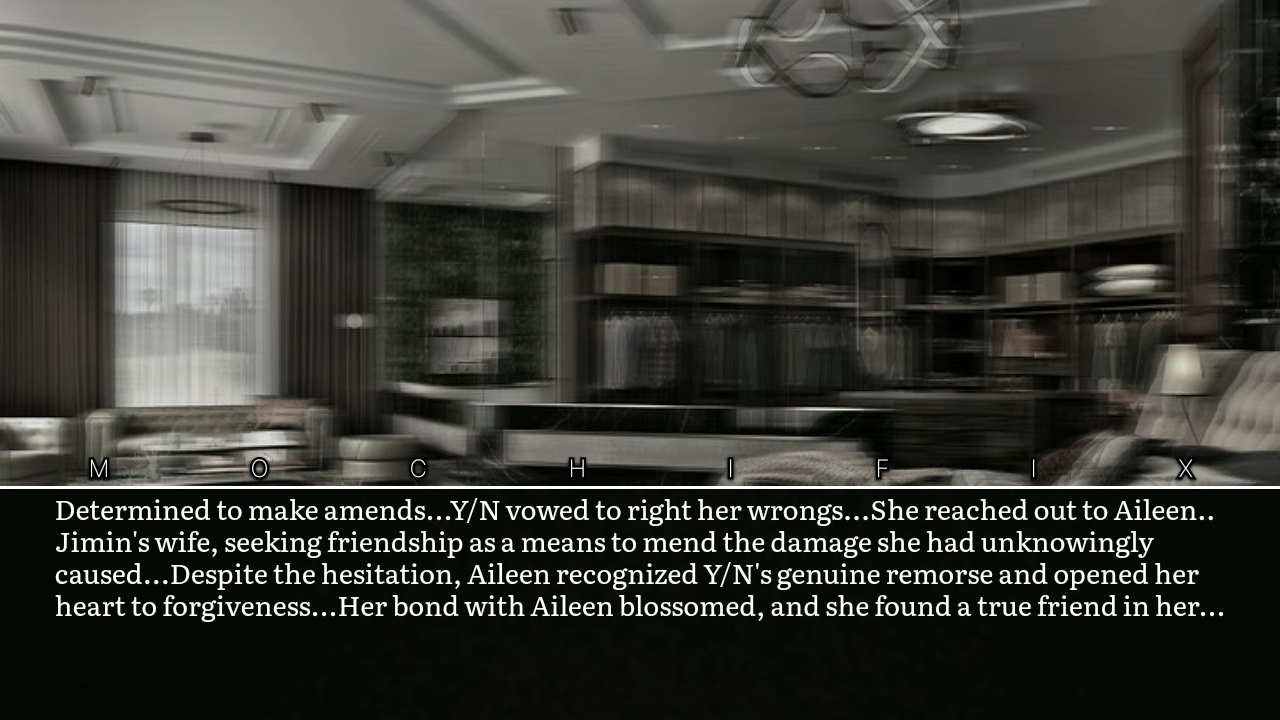 M O C H I F I X
Determined to make amends...Y/N vowed to right her wrongs...She reached out to Aileen..
Jimin's wife, seeking friendship as a means to mend the damage she had unknowingly
caused...Despite the hesitation, Aileen recognized Y/N's genuine remorse and opened her
heart to forgiveness...Her bond with Aileen blossomed, and she found a true friend in her...